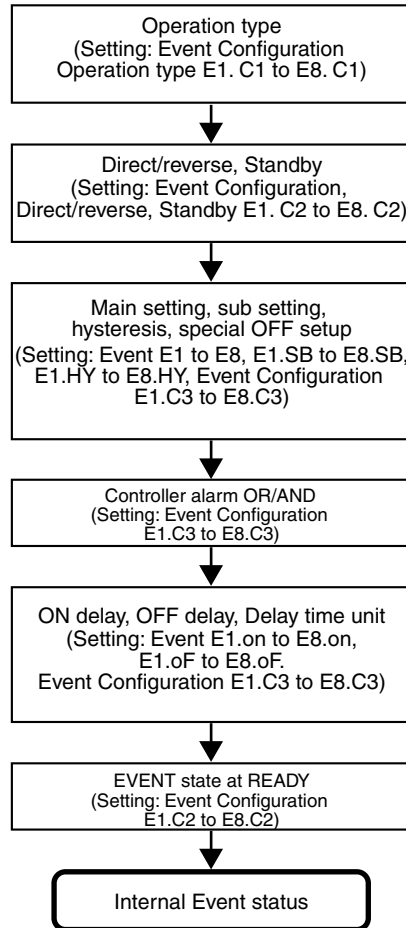 Operation type
(Setting: Event Configuration
Operation type E1. C1 to E8. C1)
Direct/reverse, Standby
(Setting: Event Configuration,
Direct/reverse, Standby E1. C2 to E8. C2)
Main setting, sub setting,
hysteresis, special OFF setup
(Setting: Event E1 to E8, E1.SB to E8.SB,
E1.HY to E8.HY, Event Configuration
E1.C3 to E8.C3)
Controller alarm OR/AND
(Setting: Event Configuration
E1.C3 to E8.C3)
ON delay, OFF delay, Delay time unit
(Setting: Event E1.on to E8.on,
E1.oF to E8.oF.
Event Configuration E1.C3 to E8.C3)
EVENT state at READY
(Setting: Event Configuration
E1.C2 to E8.C2)
Internal Event status